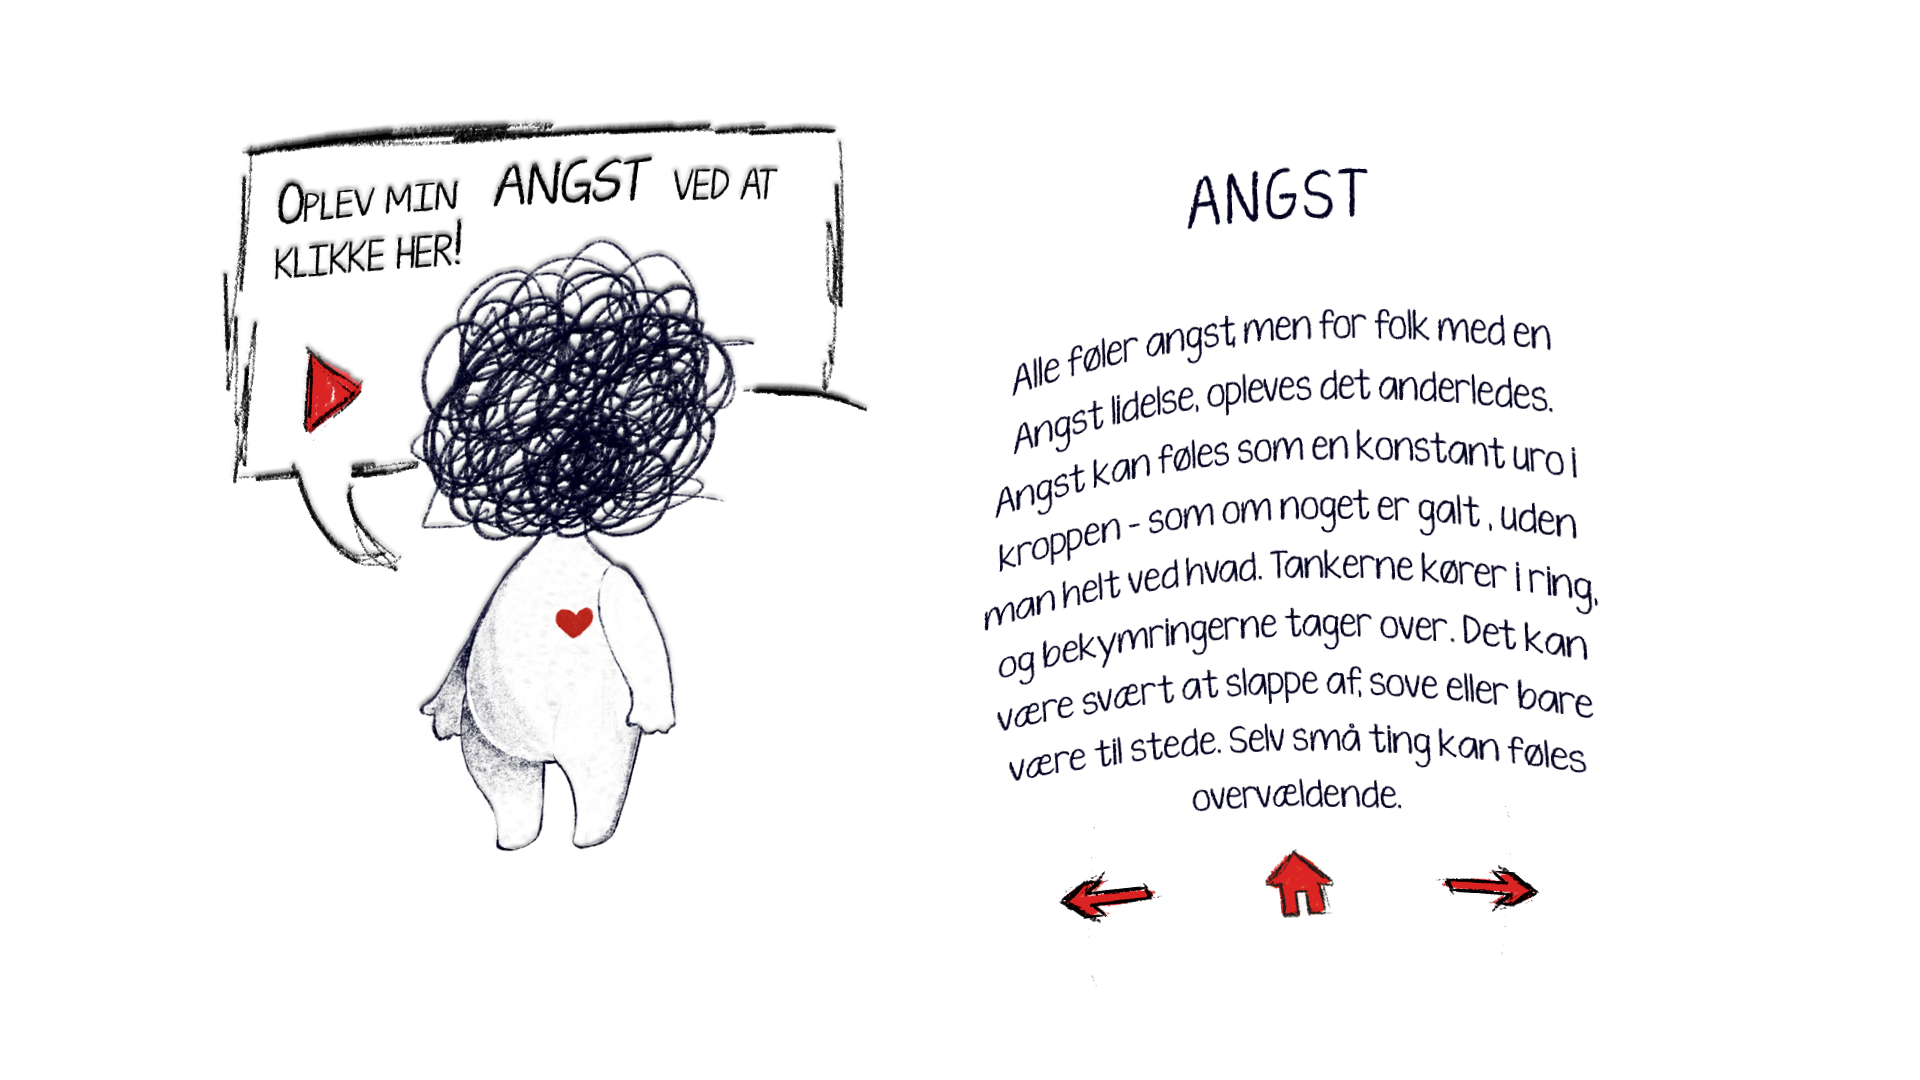 OPLEV MIN ANGST VED AT
KLIKKE HER!
ANGST
Alle føler angst, men for folk med en
Angst lidelse, opleves det anderledes.
Angst kan føles som en konstant uro i
kroppen - som om noget er galt, uden
man helt ved hvad. Tankerne kører i ring,
og bekymringerne tager over. Det kan
være svært at slappe af, sove eller bare
være til stede. Selv små ting kan føles
overvældende.